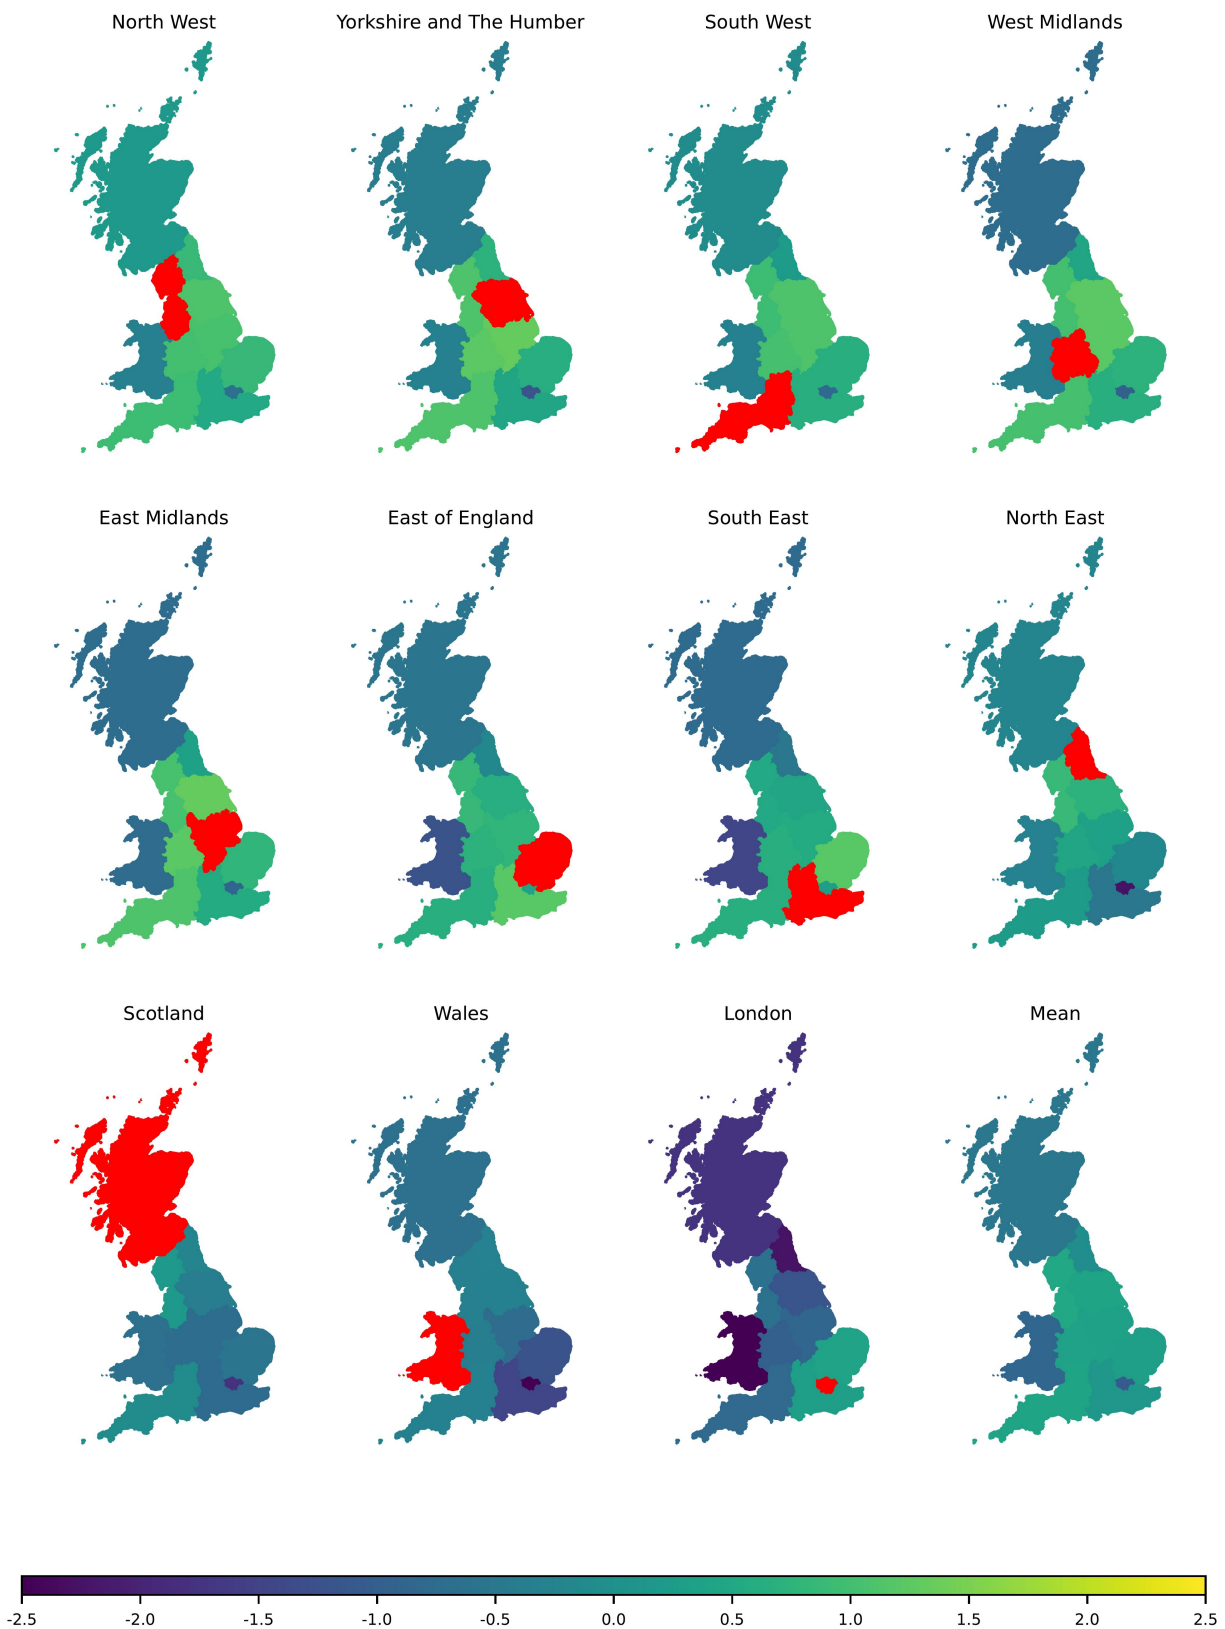 North West Yorkshire and The Humber South West West Midlands
East Midlands East of England South East North East
Scotland Wales London Mean
-2.5 -2.0 -1.5 -1.0 -0.5 0.0 0.5 1.0 1.5 2.0 2.5